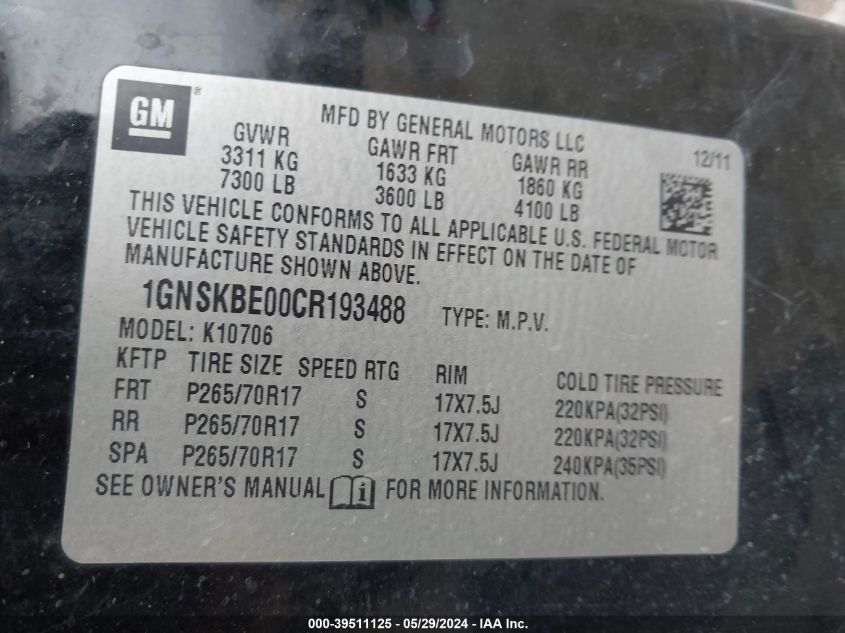 GM ®
MFD BY GENERAL MOTORS LLC
12/11
GVWR GAWR FRT GAWR RR
3311 KG 1633 KG 1860 KG
7300 LB 3600 LB 4100 LB
THIS VEHICLE CONFORMS TO ALL APPLICABLE U.S. FEDERAL MOTOR
VEHICLE SAFETY STANDARDS IN EFFECT ON THE DATE OF
MANUFACTURE SHOWN ABOVE.
1GNSKBE00CR193488 TYPE: M.P.V.
MODEL: K10706
KFTP TIRE SIZE SPEED RTG RIM COLD TIRE PRESSURE
FRT P265/70R17 S 17X7.5J 220KPA(32PSI)
RR P265/70R17 S 17X7.5J 220KPA(32PSI)
SPA P265/70R17 S 17X7.5J 240KPA(35PSI)
SEE OWNER'S MANUAL i FOR MORE INFORMATION.
000-39511125 - 05/29/2024 - IAA Inc.